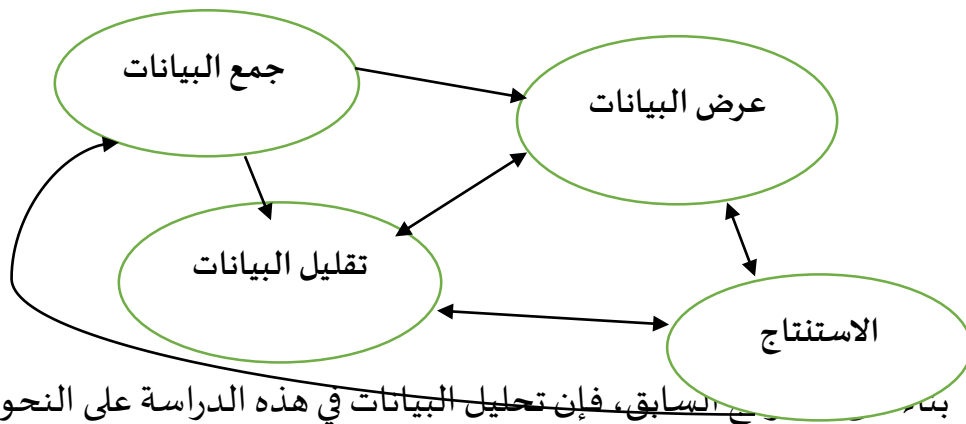 جمع البيانات
عرض البيانات
تقليل البيانات
الاستنتاج
السابق، فإن تحليل البيانات في هذه الدراسة على النحو